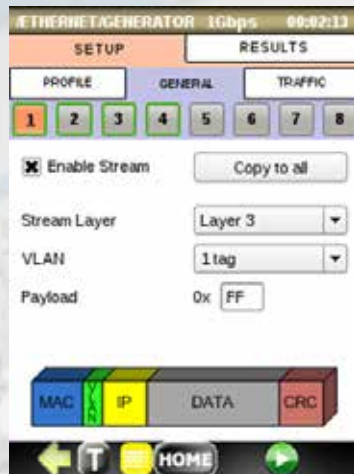 /ETHERNET/GENERATOR 1Gbps 00:02:13
SETUP RESULTS
PROFILE GENERAL TRAFFIC
1 2 3 4 5 6 7 8
Enable Stream Copy to all
Stream Layer Layer 3
VLAN 1 tag
Payload 0x FF
MAC VLAN IP DATA CRC
T HOME